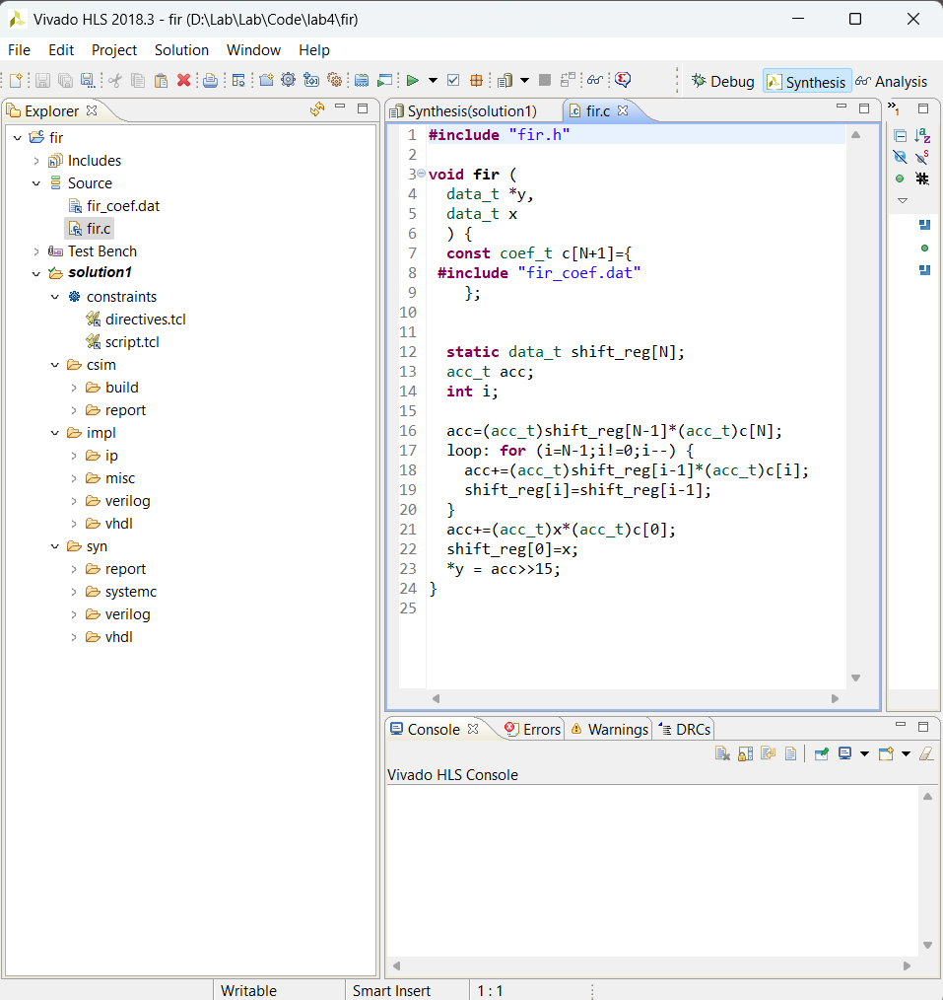 Vivado HLS 2018.3 - fir (D:\Lab\Lab\Code\lab4\fir)
File Edit Project Solution Window Help
Debug Synthesis Analysis
Explorer
fir
Includes
Source
fir_coef.dat
fir.c
Test Bench
solution1
constraints
directives.tcl
script.tcl
csim
build
report
impl
ip
misc
verilog
vhdl
syn
report
systemc
verilog
vhdl
Synthesis(solution1) fir.c
1 #include "fir.h"
2
3 void fir (
4   data_t *y,
5   data_t x
6   ) {
7   const coef_t c[N+1]={
8  #include "fir_coef.dat"
9     };
10
11
12   static data_t shift_reg[N];
13   acc_t acc;
14   int i;
15
16   acc=(acc_t)shift_reg[N-1]*(acc_t)c[N];
17   loop: for (i=N-1;i!=0;i--) {
18     acc+=(acc_t)shift_reg[i-1]*(acc_t)c[i];
19     shift_reg[i]=shift_reg[i-1];
20   }
21   acc+=(acc_t)x*(acc_t)c[0];
22   shift_reg[0]=x;
23   *y = acc>>15;
24 }
25
»1
Console Errors Warnings DRCs
Vivado HLS Console
Writable Smart Insert 1 : 1